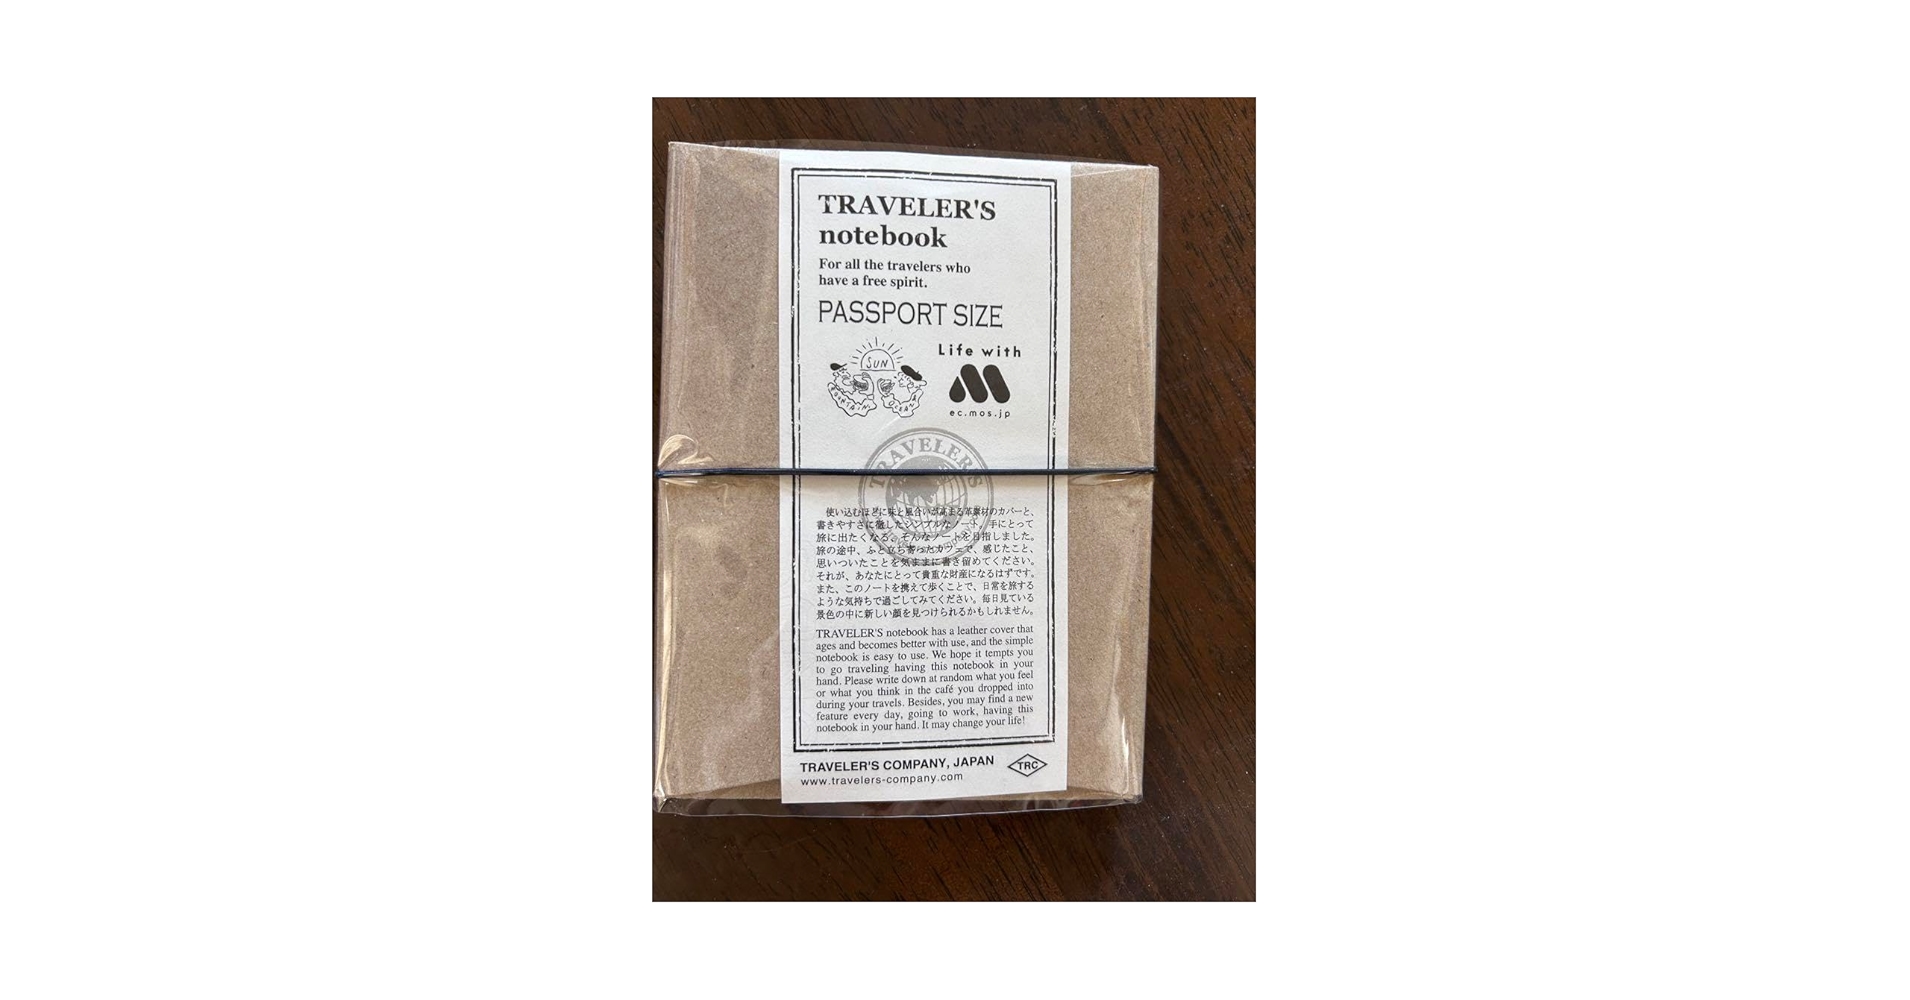 TRAVELER'S
notebook
For all the travelers who
have a free spirit.
PASSPORT SIZE
SUN
MOUNTAIN
OCEAN
Life with
ec.mos.jp
TRAVELER'S
使い込むほどに味と風合いが高まる革素材のカバーと、
書きやすさに徹したシンプルなノート。手にとって
旅に出たくなる、そんなノートを目指しました。
旅の途中、ふと立ち寄ったカフェで、感じたこと、
思いついたことを気ままに書き留めてください。
それが、あなたにとって貴重な財産になるはずです。
また、このノートを携えて歩くことで、日常を旅する
ような気持ちで過ごしてみてください。毎日見ている
景色の中に新しい顔を見つけられるかもしれません。
TRAVELER'S notebook has a leather cover that
ages and becomes better with use, and the simple
notebook is easy to use. We hope it tempts you
to go traveling having this notebook in your
hand. Please write down at random what you feel
or what you think in the café you dropped into
during your travels. Besides, you may find a new
feature every day, going to work, having this
notebook in your hand. It may change your life!
TRAVELER'S COMPANY, JAPAN
TRC
www.travelers-company.com